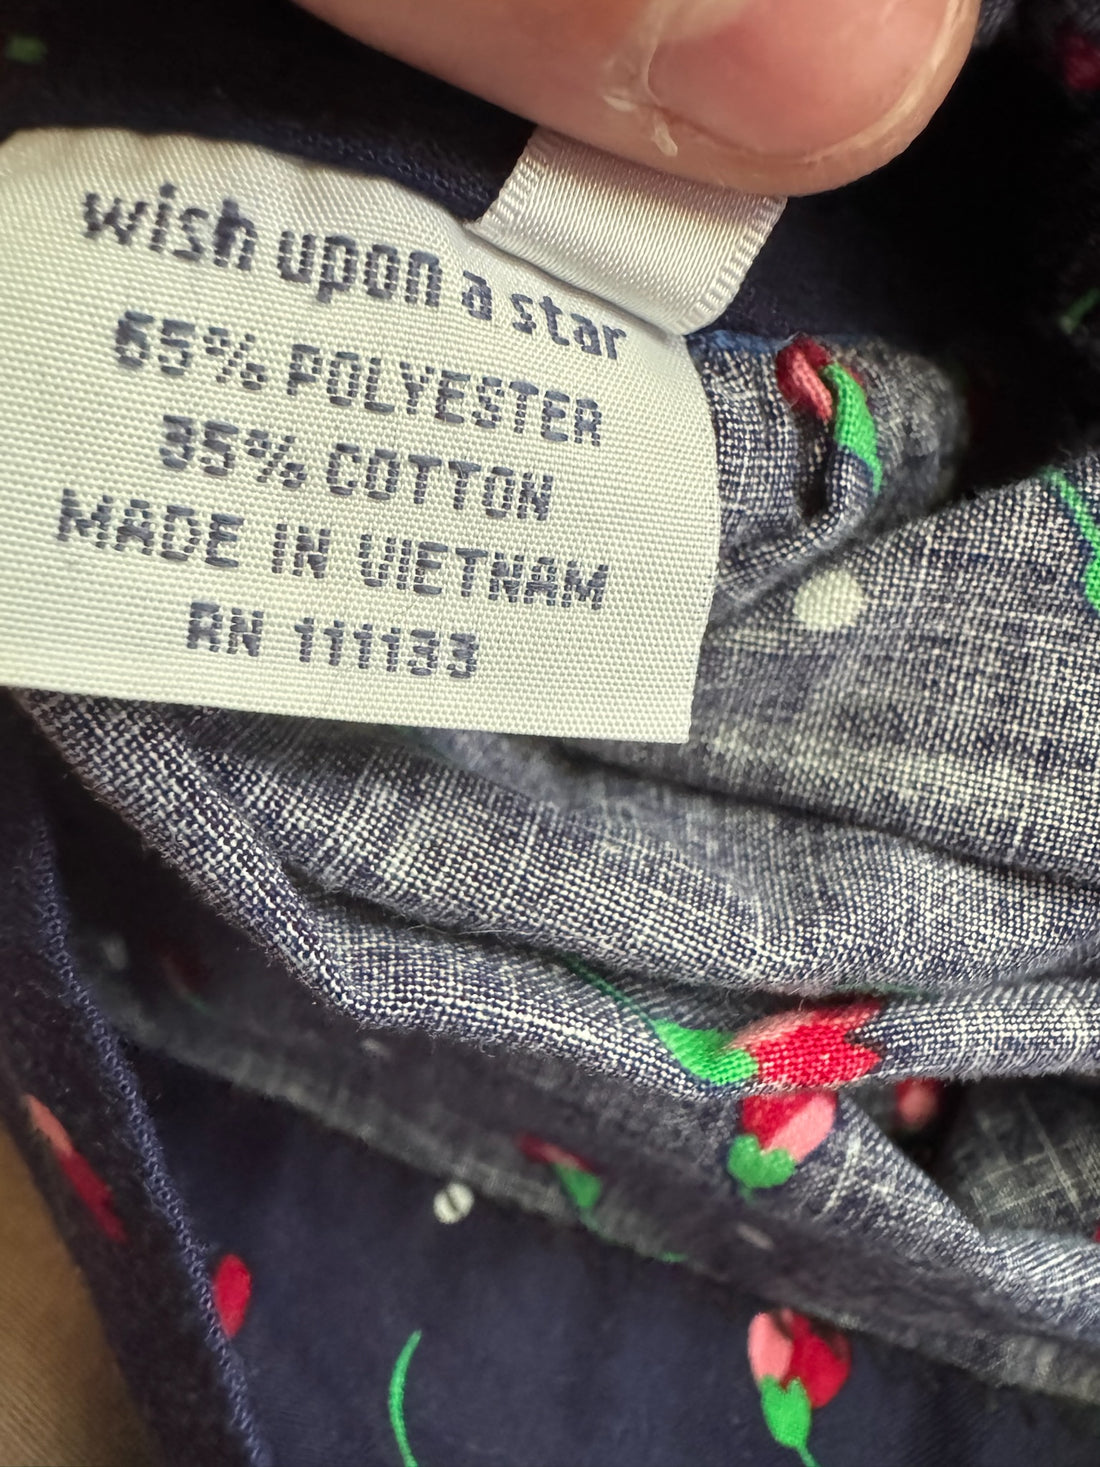 wish upon a star
65% POLYESTER
35% COTTON
MADE IN VIETNAM
RN 111133